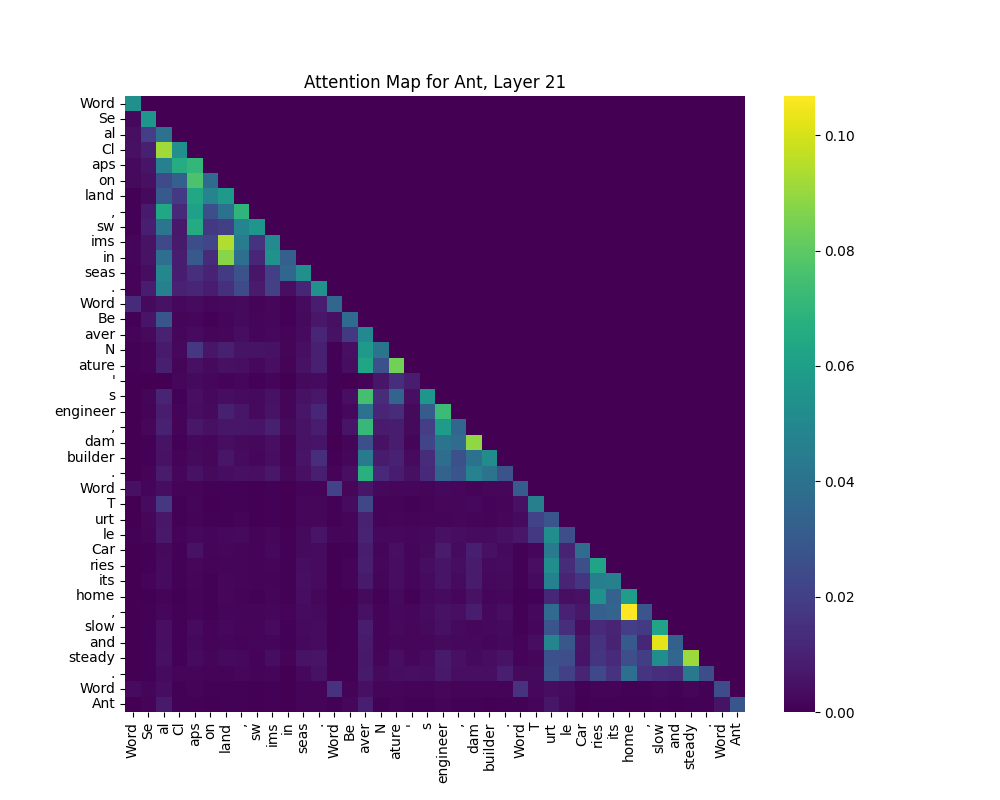 Attention Map for Ant, Layer 21
Word
Se
al
Cl
aps
on
land
,
sw
ims
in
seas
.
Word
Be
aver
N
ature
'
s
engineer
,
dam
builder
.
Word
T
urt
le
Car
ries
its
home
,
slow
and
steady
.
Word
Ant
Word Se al Cl aps on land , sw ims in seas . Word Be aver N ature ' s engineer , dam builder . Word T urt le Car ries its home , slow and steady . Word Ant
0.10
0.08
0.06
0.04
0.02
0.00